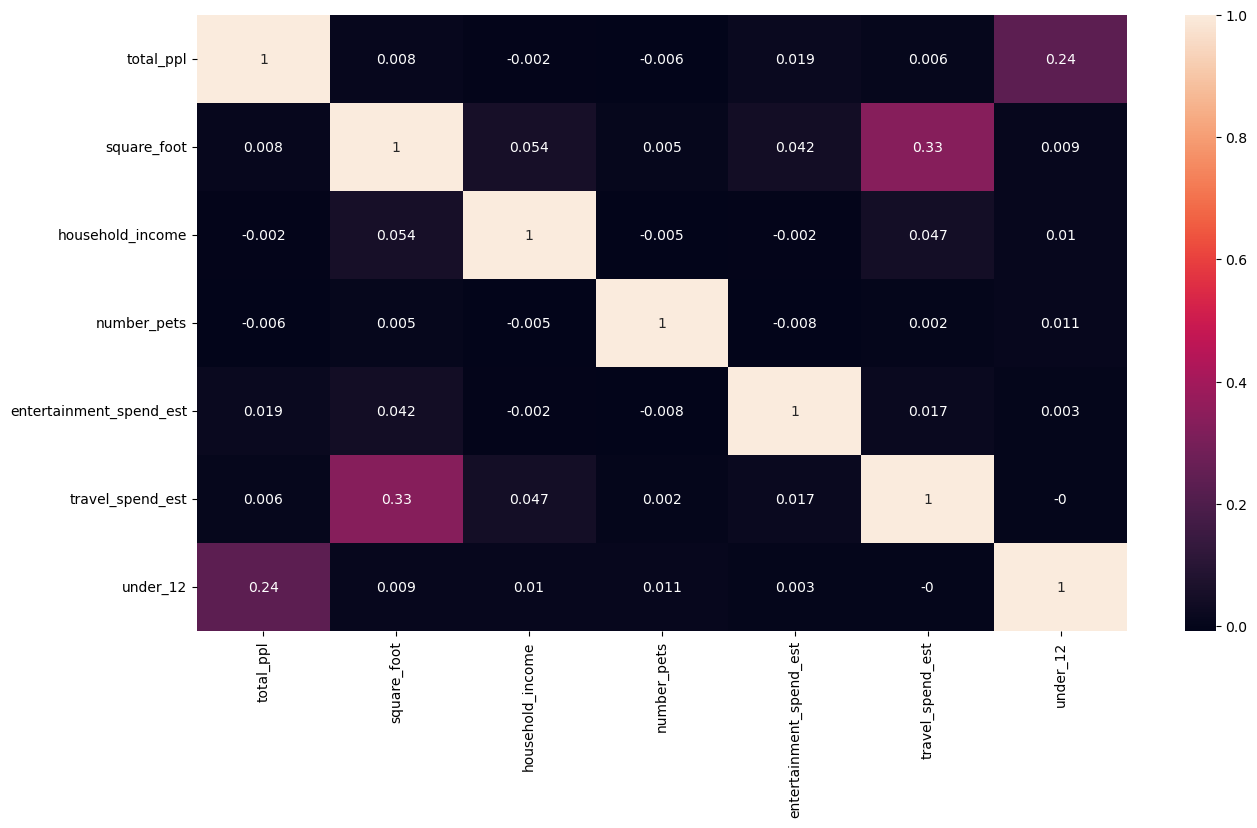 total_ppl 1 0.008 -0.002 -0.006 0.019 0.006 0.24
square_foot 0.008 1 0.054 0.005 0.042 0.33 0.009
household_income -0.002 0.054 1 -0.005 -0.002 0.047 0.01
number_pets -0.006 0.005 -0.005 1 -0.008 0.002 0.011
entertainment_spend_est 0.019 0.042 -0.002 -0.008 1 0.017 0.003
travel_spend_est 0.006 0.33 0.047 0.002 0.017 1 -0
under_12 0.24 0.009 0.01 0.011 0.003 -0 1
total_ppl
square_foot
household_income
number_pets
entertainment_spend_est
travel_spend_est
under_12
1.0
0.8
0.6
0.4
0.2
0.0